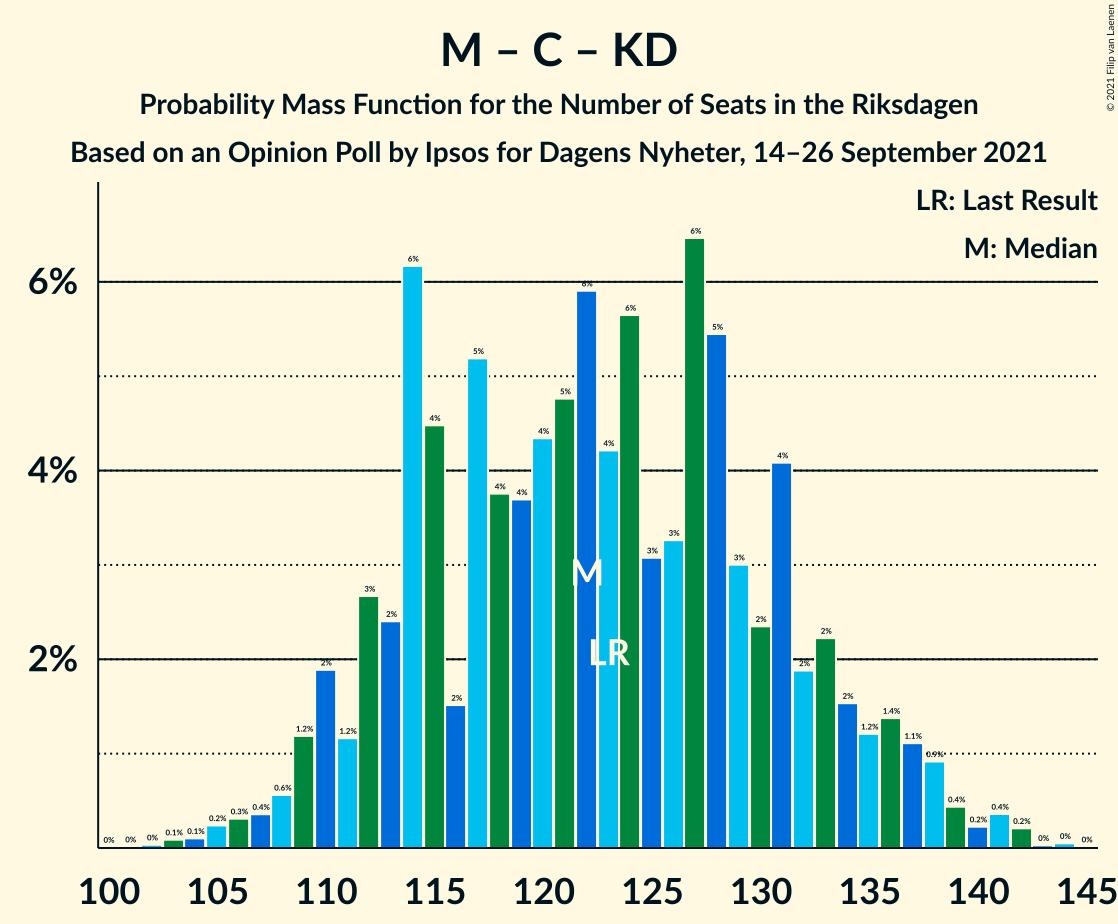 M – C – KD
Probability Mass Function for the Number of Seats in the Riksdagen
Based on an Opinion Poll by Ipsos for Dagens Nyheter, 14–26 September 2021
© 2021 Filip van Laenen
LR: Last Result
M: Median
6%
4%
2%
0% 0% 0% 0.1% 0.1% 0.2% 0.3% 0.4% 0.6% 1.2% 2% 1.2% 3% 2% 6% 4% 2% 5% 4% 4% 4% 5% 6% 4% 6% 3% 3% 6% 5% 3% 2% 4% 2% 2% 2% 1.2% 1.4% 1.1% 0.9% 0.4% 0.2% 0.4% 0.2% 0% 0% 0%
M
LR
100 105 110 115 120 125 130 135 140 145